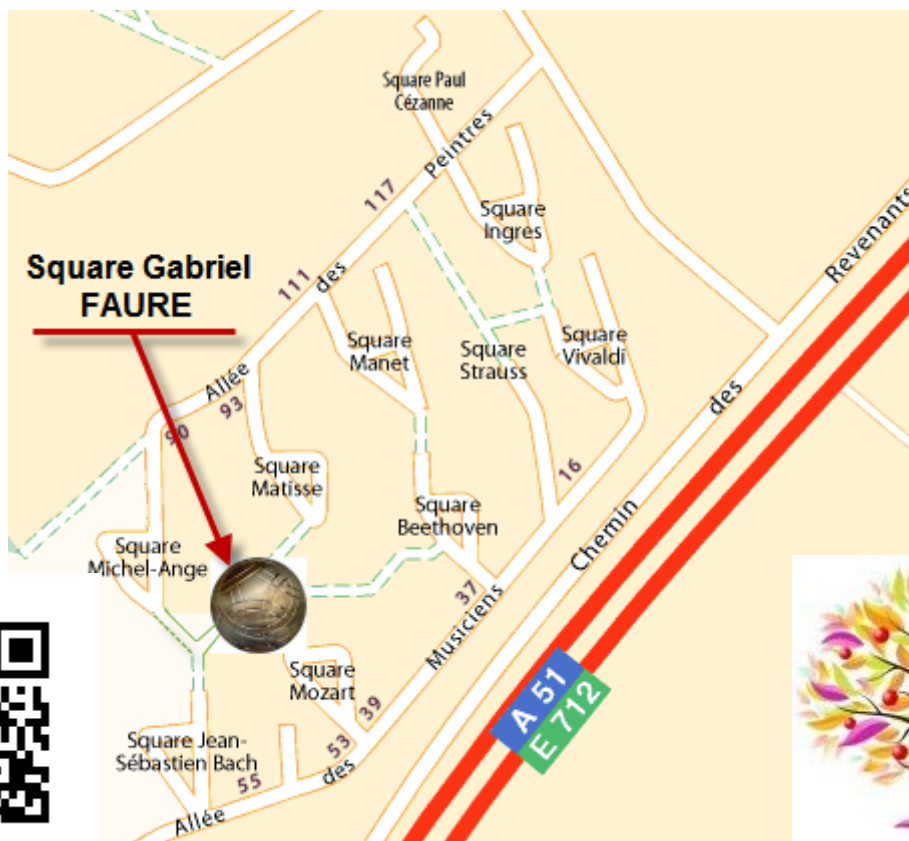 Square Paul
Cézanne
Allée des Peintres
117
Square
Ingres
Chemin des Revenants
111
Square Gabriel
FAURE
Square
Manet
Square
Strauss
Square
Vivaldi
93
90
Square
Matisse
16
Square
Beethoven
Square
Michel-Ange
37
Square
Mozart
39
53
A 51
E 712
Square Jean-
Sébastien Bach
55
Allée des Musiciens